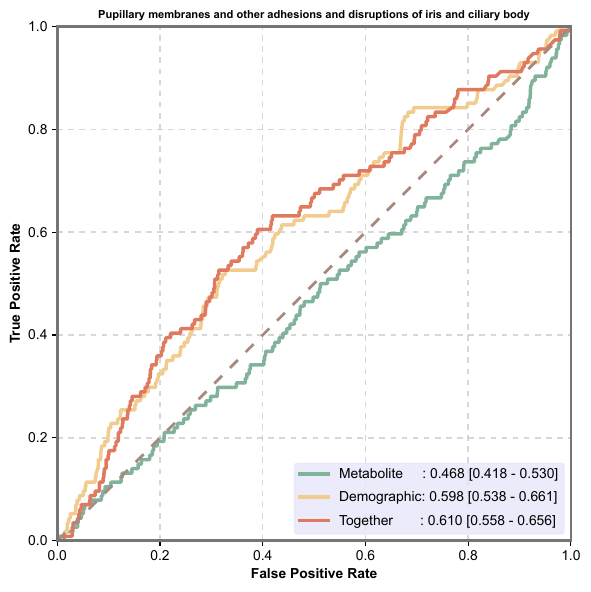 Pupillary membranes and other adhesions and disruptions of iris and ciliary body
1.0
0.8
0.6
0.4
0.2
0.0
True Positive Rate
Metabolite : 0.468 [0.418 - 0.530]
Demographic: 0.598 [0.538 - 0.661]
Together : 0.610 [0.558 - 0.656]
0.0 0.2 0.4 0.6 0.8 1.0
False Positive Rate